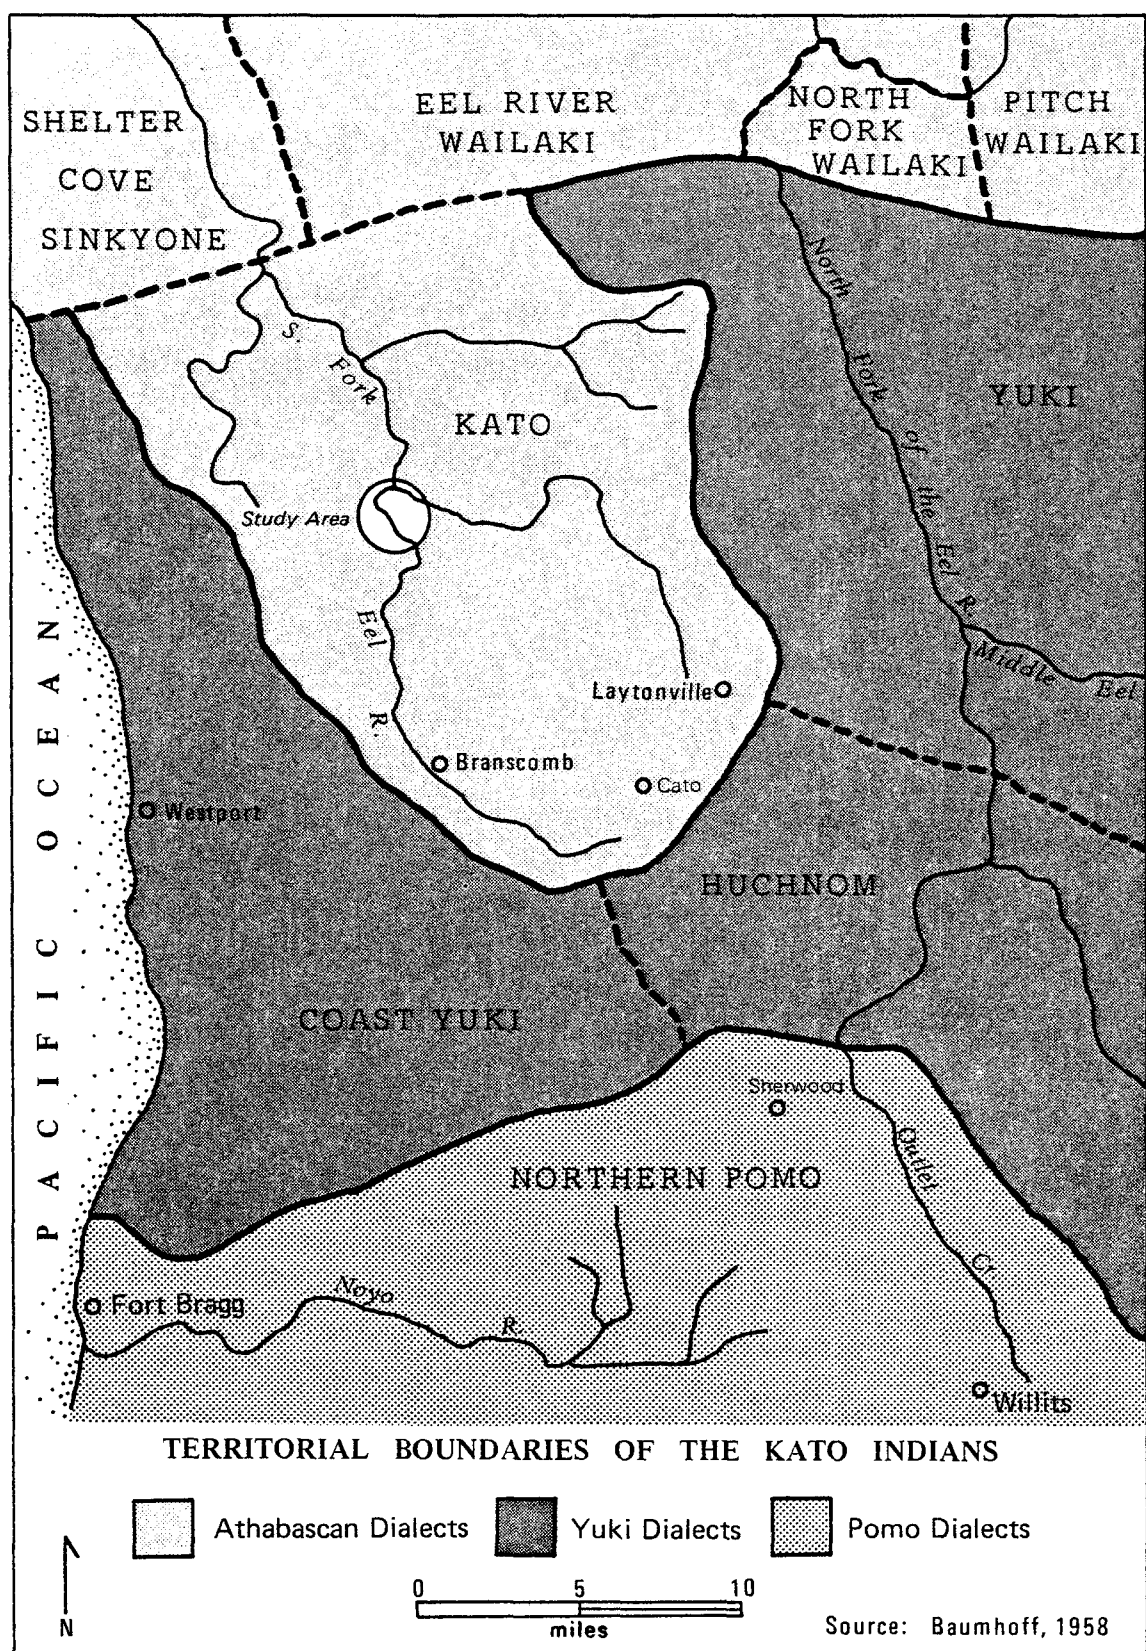 SHELTER
COVE
SINKYONE
EEL RIVER
WAILAKI
NORTH
FORK
WAILAKI
PITCH
WAILAKI
S. Fork
KATO
North Fork of the Eel R.
YUKI
Study Area
Eel R.
Middle Eel
Laytonville
Branscomb
Cato
PACIFIC OCEAN
Westport
HUCHNOM
COAST YUKI
Sherwood
Outlet Cr
NORTHERN POMO
Fort Bragg
Noyo R.
Willits
TERRITORIAL BOUNDARIES OF THE KATO INDIANS
Athabascan Dialects
Yuki Dialects
Pomo Dialects
N
0 5 10
miles
Source: Baumhoff, 1958